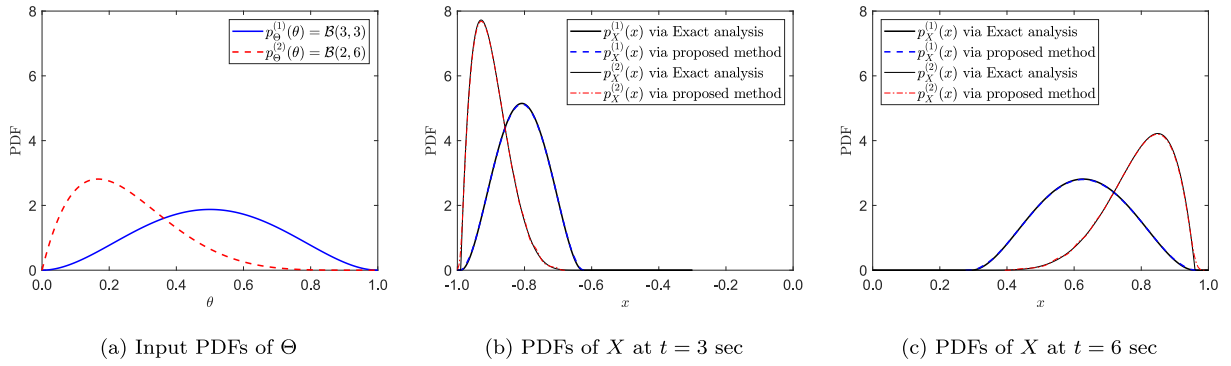 8
6
4
2
0
PDF
0.0 0.2 0.4 0.6 0.8 1.0
θ
p_Θ^(1)(θ) = B(3, 3)
p_Θ^(2)(θ) = B(2, 6)
(a) Input PDFs of Θ
8
6
4
2
0
PDF
-1.0 -0.8 -0.6 -0.4 -0.2 0.0
x
p_X^(1)(x) via Exact analysis
p_X^(1)(x) via proposed method
p_X^(2)(x) via Exact analysis
p_X^(2)(x) via proposed method
(b) PDFs of X at t = 3 sec
8
6
4
2
0
PDF
0.0 0.2 0.4 0.6 0.8 1.0
x
p_X^(1)(x) via Exact analysis
p_X^(1)(x) via proposed method
p_X^(2)(x) via Exact analysis
p_X^(2)(x) via proposed method
(c) PDFs of X at t = 6 sec